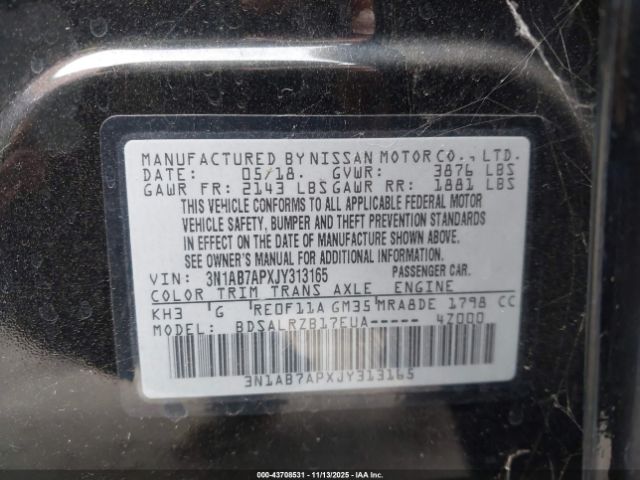 MANUFACTURED BY NISSAN MOTOR CO., LTD.
DATE: 05/18. GVWR: 3876 LBS
GAWR FR: 2143 LBS GAWR RR: 1881 LBS
THIS VEHICLE CONFORMS TO ALL APPLICABLE FEDERAL MOTOR
VEHICLE SAFETY, BUMPER AND THEFT PREVENTION STANDARDS
IN EFFECT ON THE DATE OF MANUFACTURE SHOWN ABOVE.
SEE OWNER'S MANUAL FOR ADDITIONAL INFORMATION.
VIN: 3N1AB7APXJY313165 PASSENGER CAR.
COLOR TRIM TRANS AXLE ENGINE
KH3 G RE0F11A GM35 MRA8DE 1798 CC
MODEL: BDSALRZB17EUA----- 4Z000
3N1AB7APXJY313165
000-43708531 - 11/13/2025 - IAAI.COM